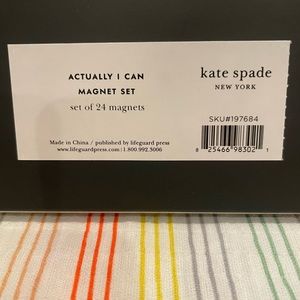 ACTUALLY I CAN
MAGNET SET
set of 24 magnets
kate spade
NEW YORK
SKU#197684
8 25466 98302 1
Made in China / published by lifeguard press
www.lifeguardpress.com | 1.800.992.3006